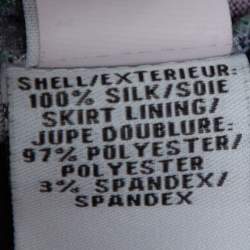 SHELL/EXTERIEUR:
100% SILK/SOIE
SKIRT LINING/
JUPE DOUBLURE:
97% POLYESTER/
POLYESTER
3% SPANDEX/
SPANDEX